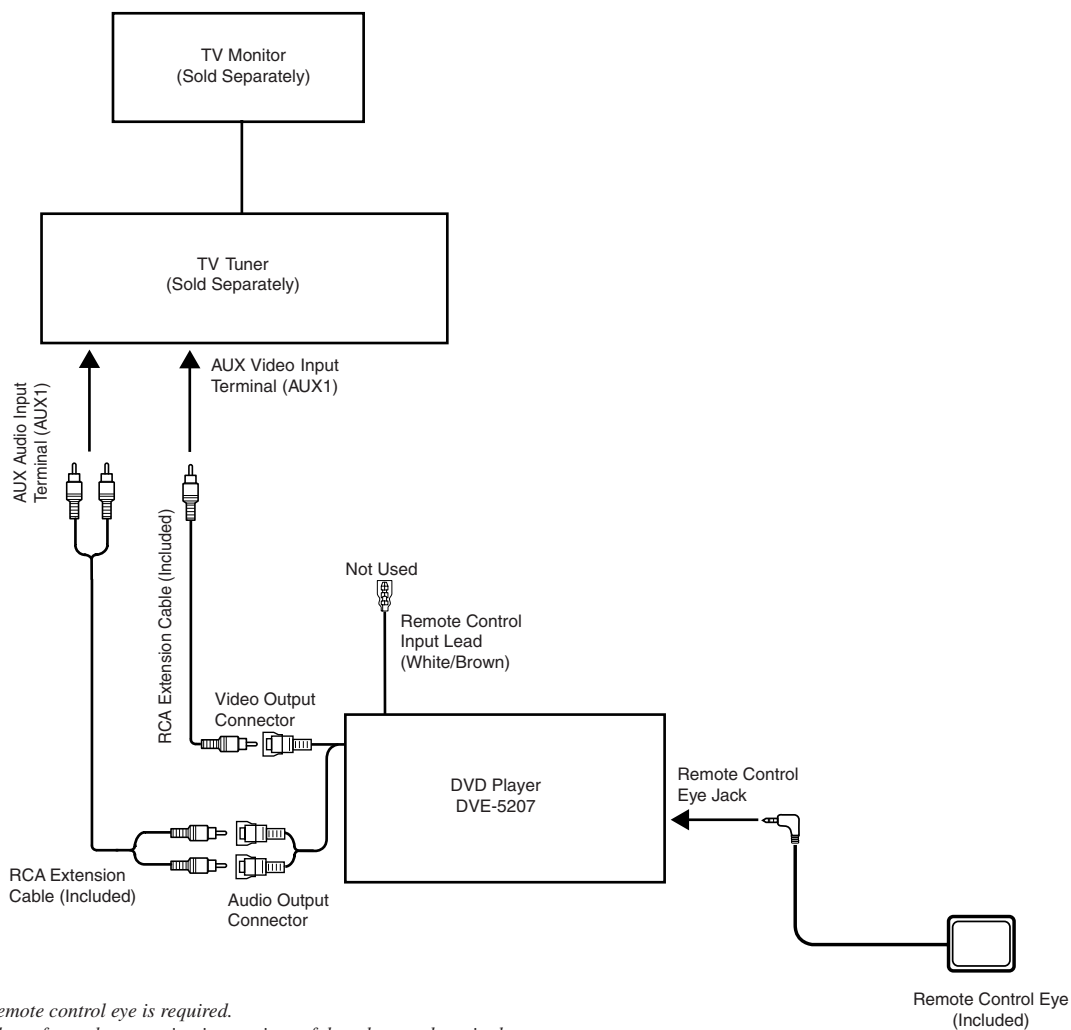 TV Monitor
(Sold Separately)
TV Tuner
(Sold Separately)
AUX Audio Input
Terminal (AUX1)
AUX Video Input
Terminal (AUX1)
RCA Extension Cable (Included)
Not Used
Remote Control
Input Lead
(White/Brown)
Video Output
Connector
DVD Player
DVE-5207
Remote Control
Eye Jack
RCA Extension
Cable (Included)
Audio Output
Connector
Remote Control Eye
(Included)
emote control eye is required.